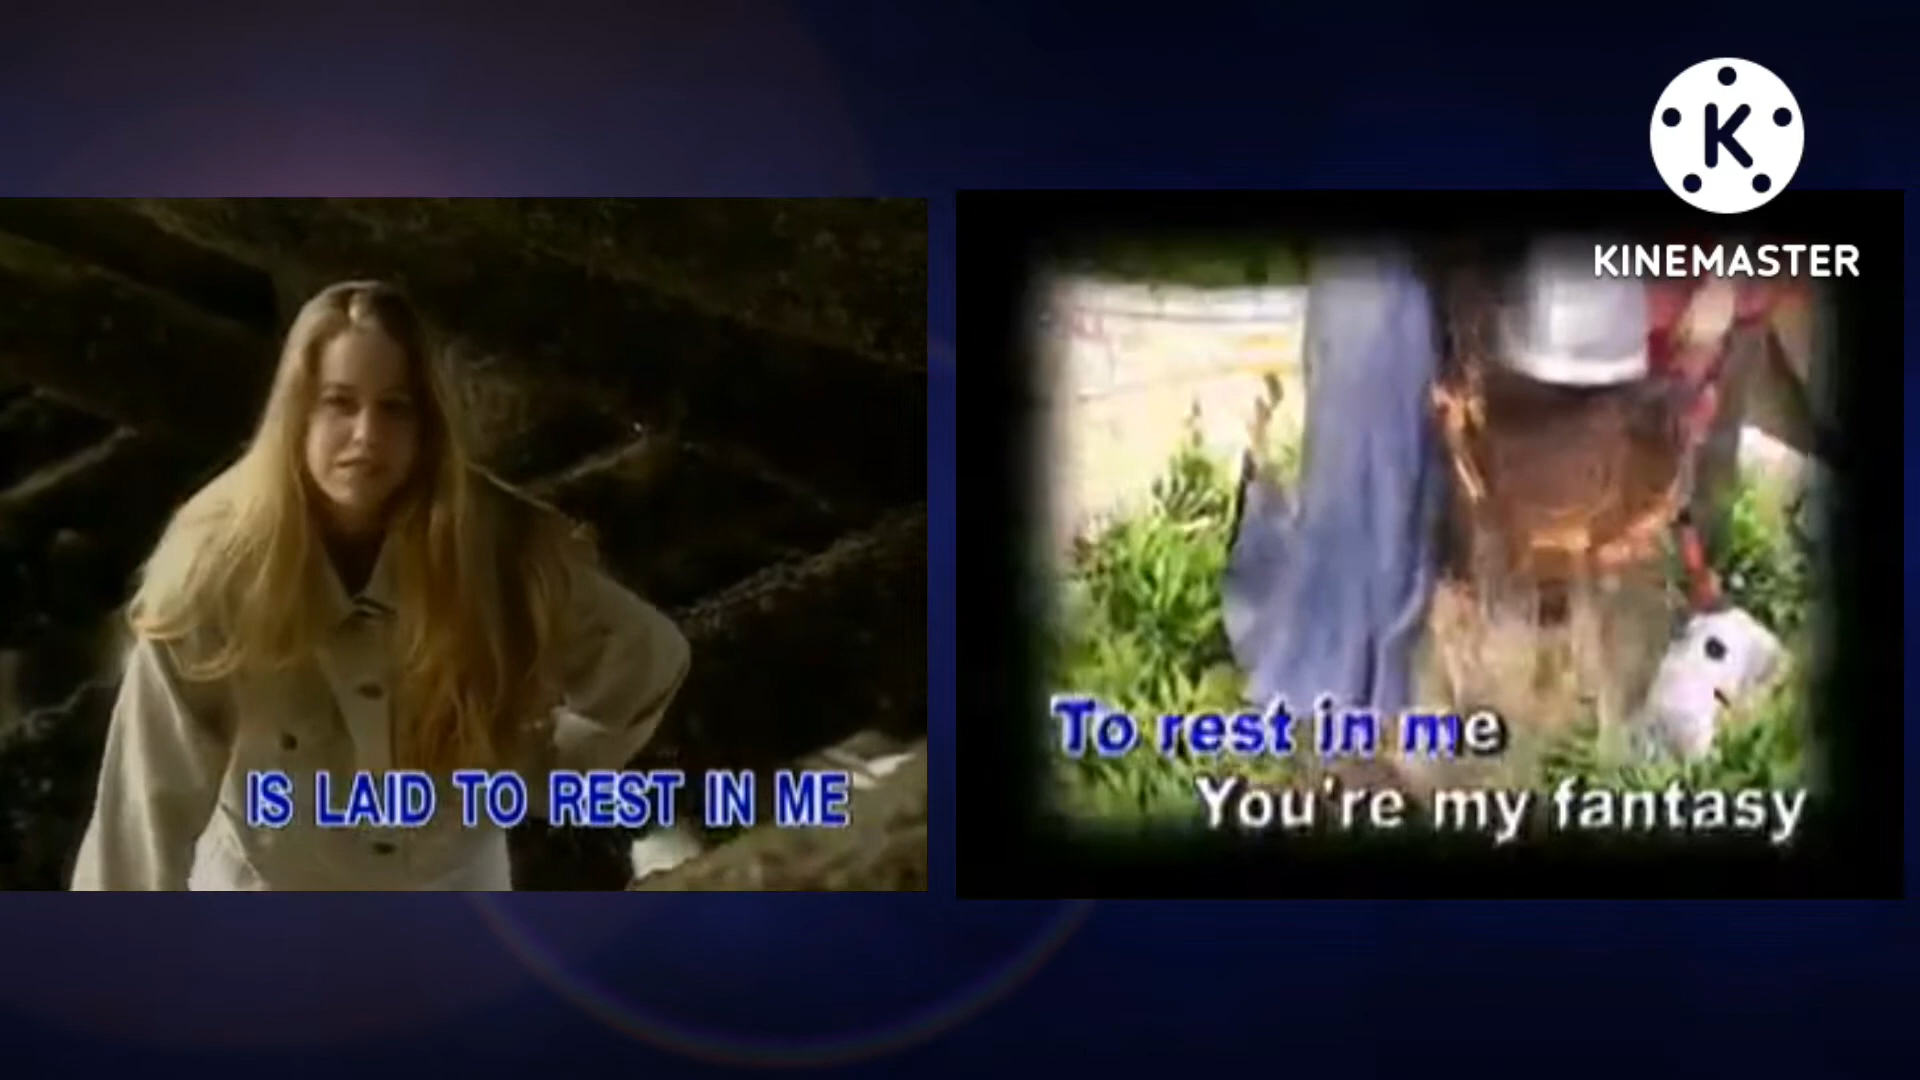 K
KINEMASTER
IS LAID TO REST IN ME
To rest in me
You're my fantasy